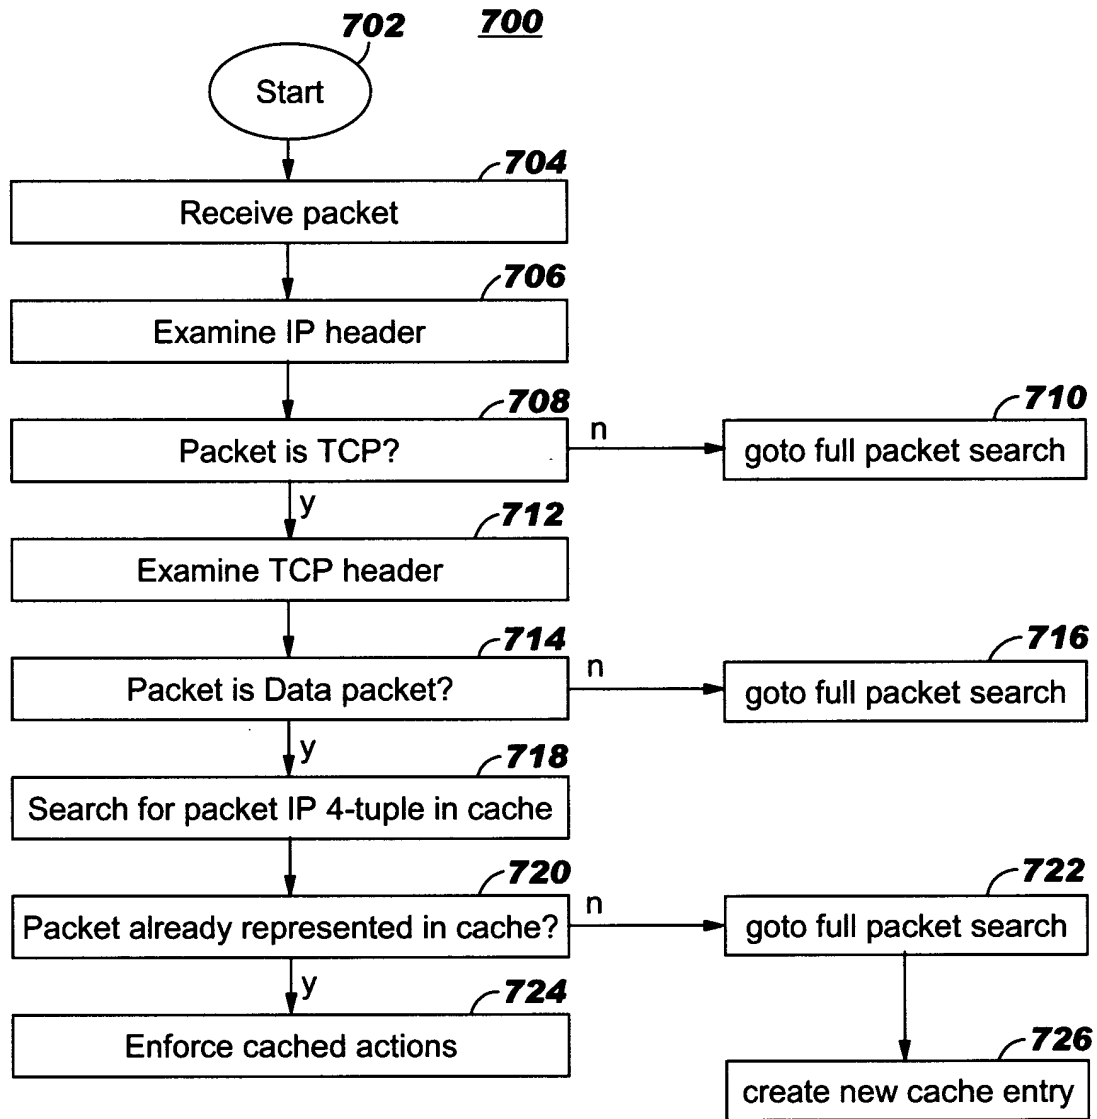 702
700
Start
704
Receive packet
706
Examine IP header
708
710
Packet is TCP?
n
goto full packet search
y
712
Examine TCP header
714
716
Packet is Data packet?
n
goto full packet search
y
718
Search for packet IP 4-tuple in cache
720
722
Packet already represented in cache?
n
goto full packet search
y
724
Enforce cached actions
726
create new cache entry